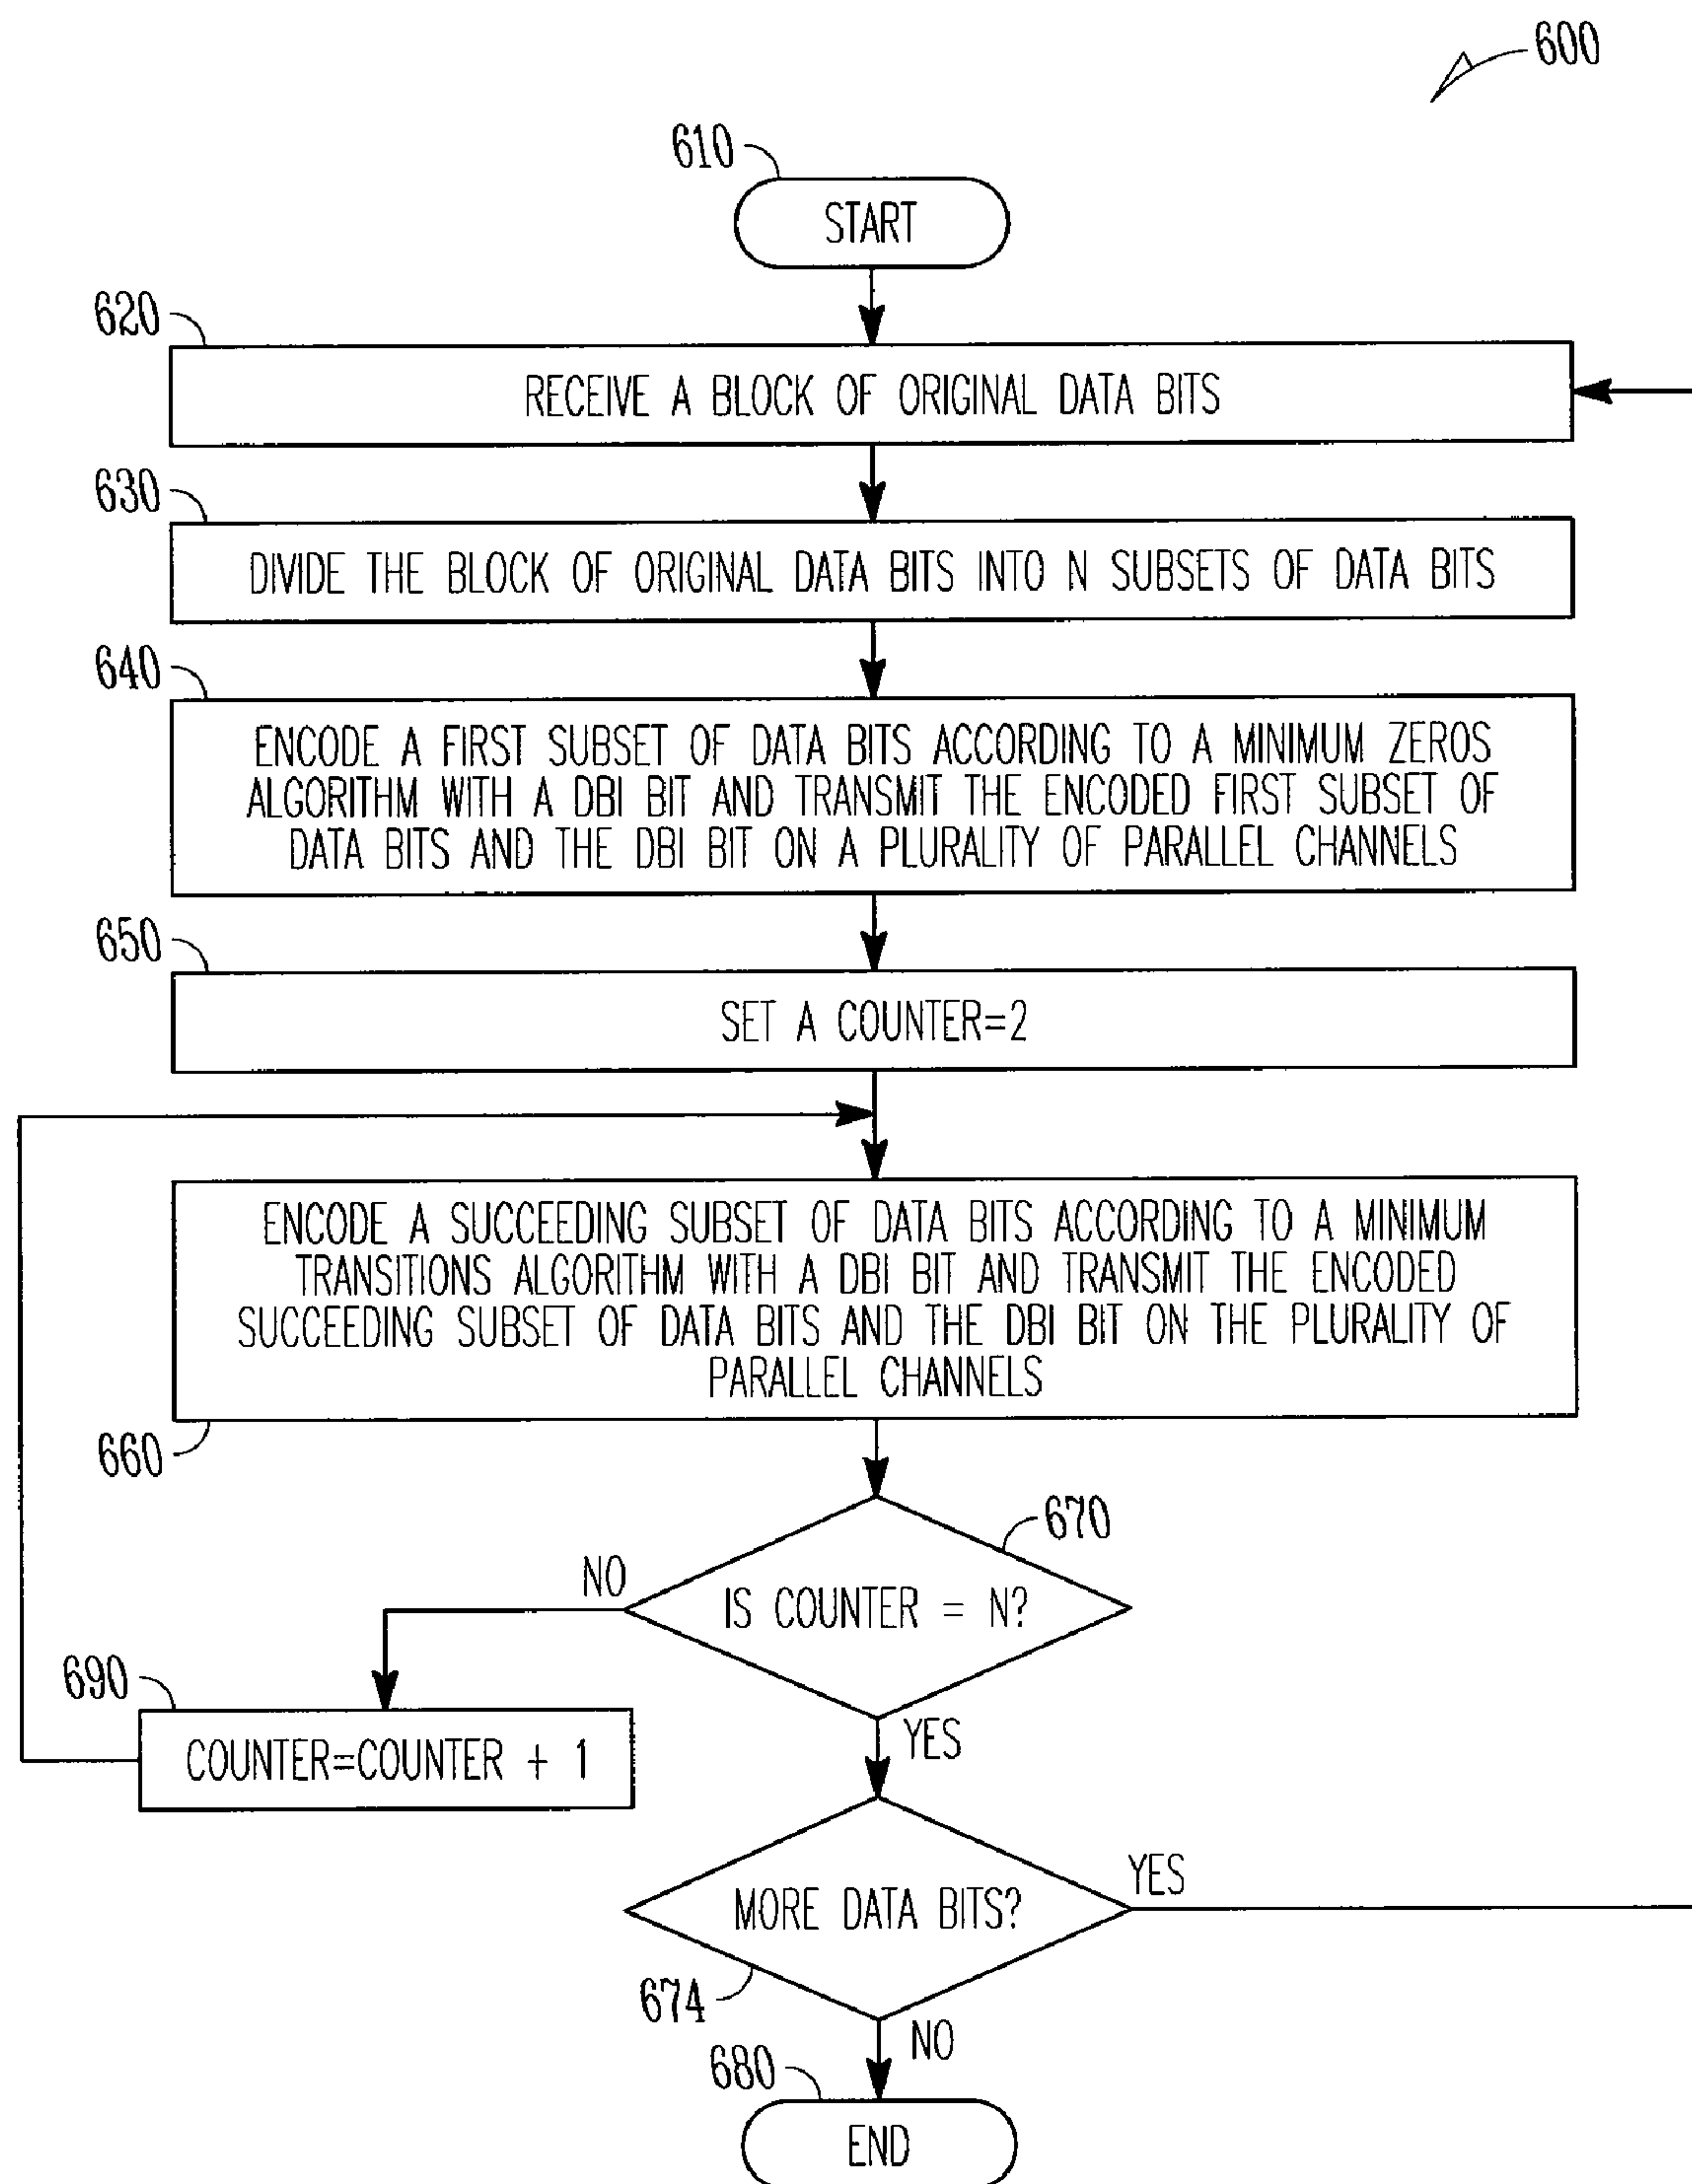 600
610
START
620
RECEIVE A BLOCK OF ORIGINAL DATA BITS
630
DIVIDE THE BLOCK OF ORIGINAL DATA BITS INTO N SUBSETS OF DATA BITS
640
ENCODE A FIRST SUBSET OF DATA BITS ACCORDING TO A MINIMUM ZEROS
ALGORITHM WITH A DBI BIT AND TRANSMIT THE ENCODED FIRST SUBSET OF
DATA BITS AND THE DBI BIT ON A PLURALITY OF PARALLEL CHANNELS
650
SET A COUNTER=2
ENCODE A SUCCEEDING SUBSET OF DATA BITS ACCORDING TO A MINIMUM
TRANSITIONS ALGORITHM WITH A DBI BIT AND TRANSMIT THE ENCODED
SUCCEEDING SUBSET OF DATA BITS AND THE DBI BIT ON THE PLURALITY OF
PARALLEL CHANNELS
660
670
NO
IS COUNTER = N?
690
YES
COUNTER=COUNTER + 1
YES
MORE DATA BITS?
674
NO
680
END